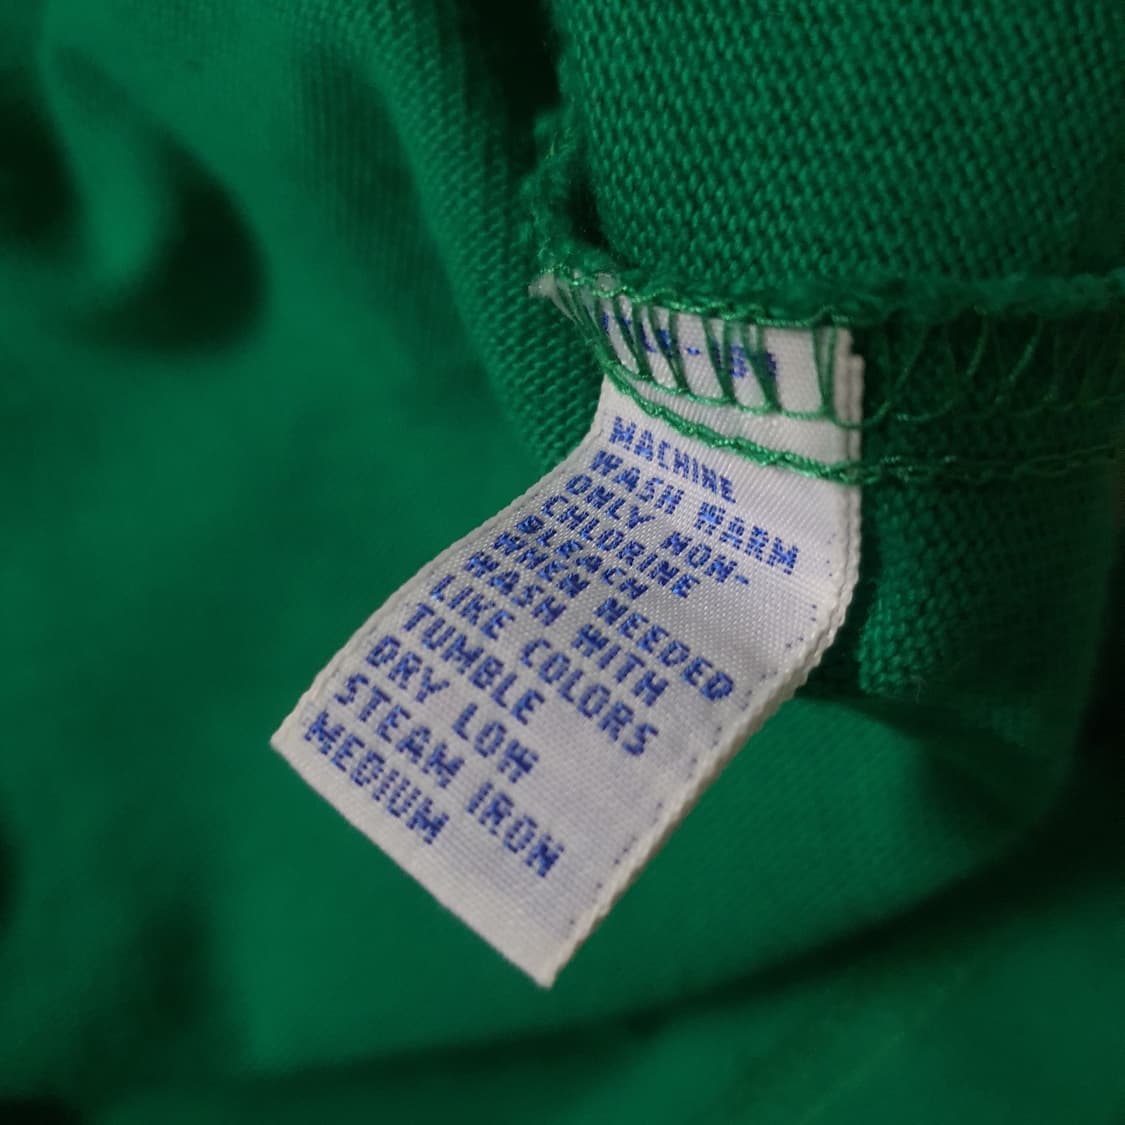 MACHINE
WASH WARM
ONLY NON-
CHLORINE
BLEACH
WHEN NEEDED
WASH WITH
LIKE COLORS
TUMBLE
DRY LOW
STEAM IRON
MEDIUM